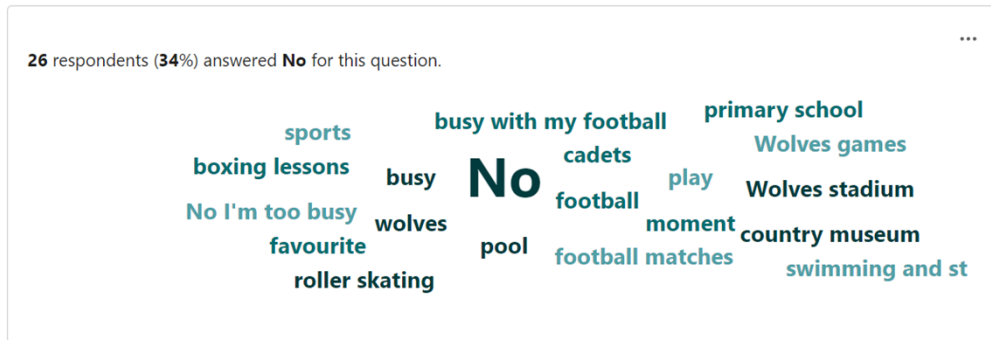 ...
26 respondents (34%) answered No for this question.
primary school
busy with my football
sports
Wolves games
cadets
boxing lessons
busy
No
play
Wolves stadium
football
No I'm too busy
wolves
moment
country museum
favourite
pool
football matches
swimming and st
roller skating